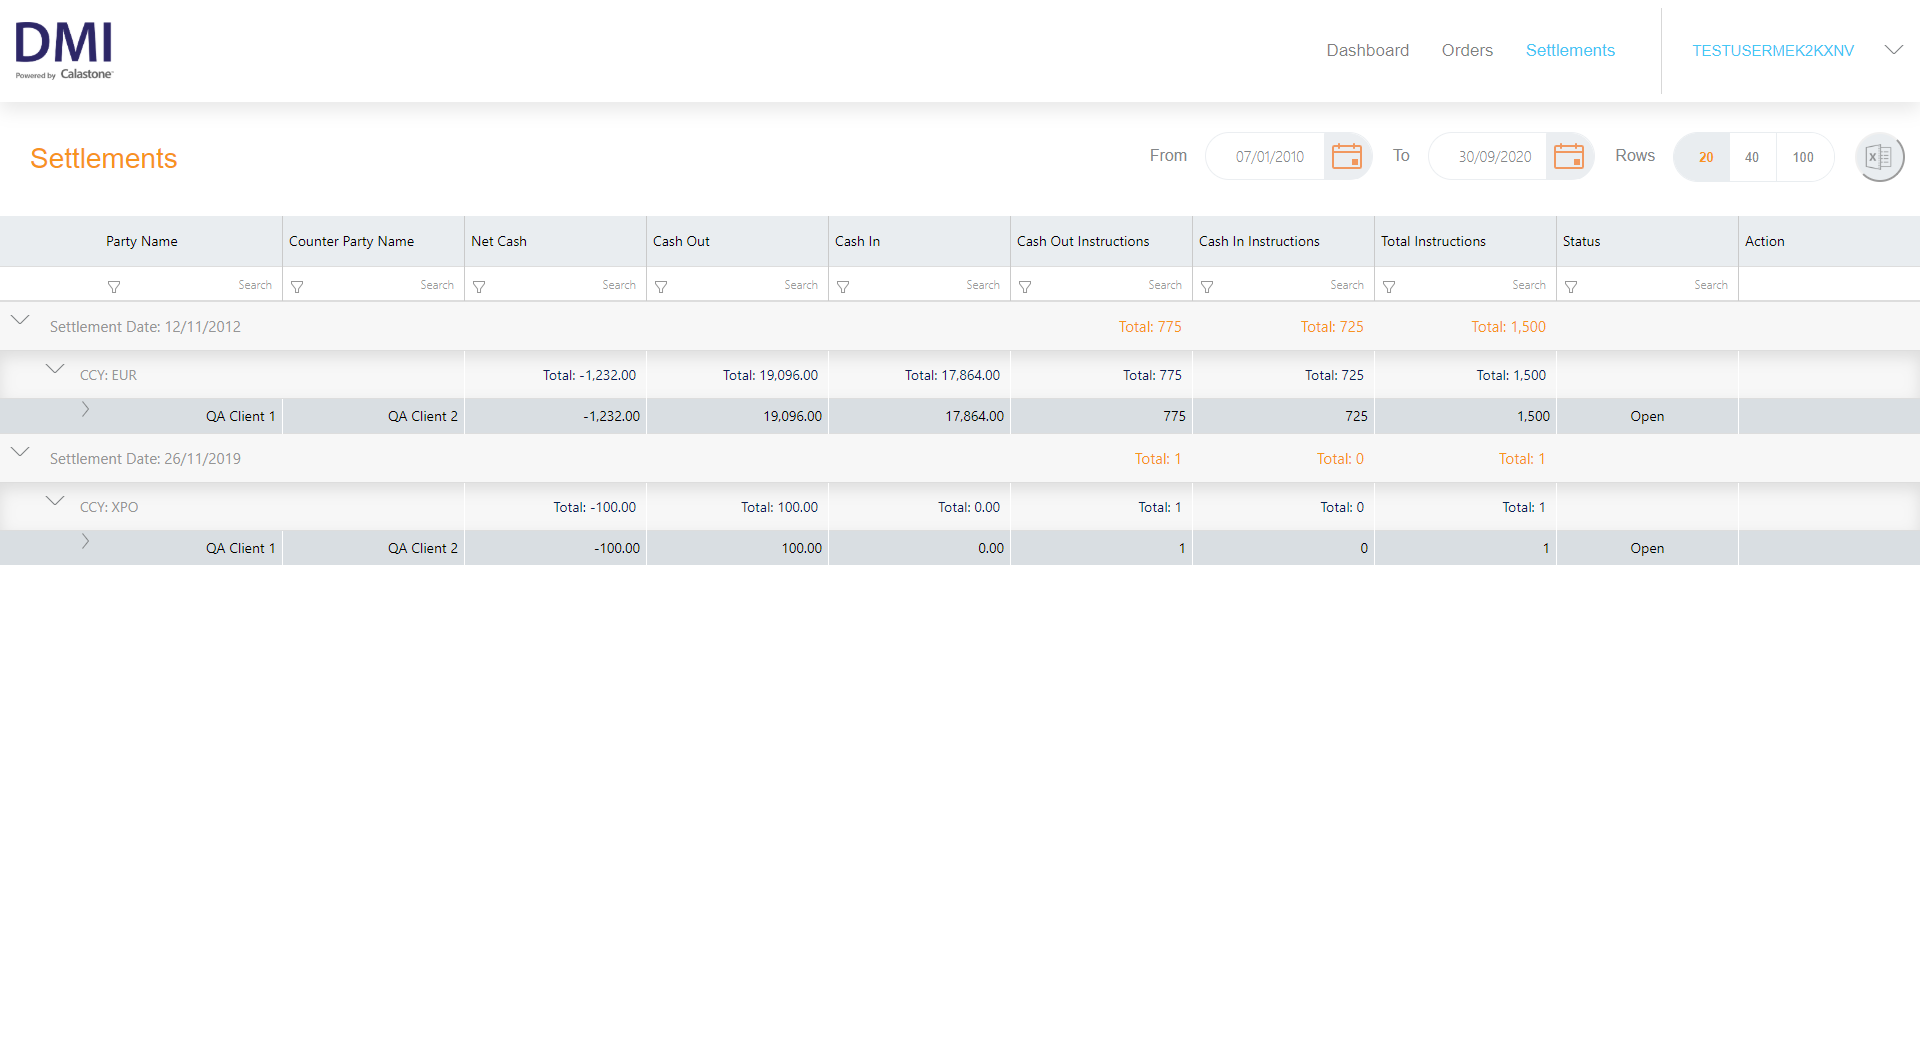 DMI
Powered by Calastone
Dashboard Orders Settlements TESTUSERMEK2KXNV
Settlements From 07/01/2010 To 30/09/2020 Rows 20 40 100 X
Party Name Counter Party Name Net Cash Cash Out Cash In Cash Out Instructions Cash In Instructions Total Instructions Status Action
Search Search Search Search Search Search Search Search Search
Settlement Date: 12/11/2012 Total: 775 Total: 725 Total: 1,500
CCY: EUR Total: -1,232.00 Total: 19,096.00 Total: 17,864.00 Total: 775 Total: 725 Total: 1,500
QA Client 1 QA Client 2 -1,232.00 19,096.00 17,864.00 775 725 1,500 Open
Settlement Date: 26/11/2019 Total: 1 Total: 0 Total: 1
CCY: XPO Total: -100.00 Total: 100.00 Total: 0.00 Total: 1 Total: 0 Total: 1
QA Client 1 QA Client 2 -100.00 100.00 0.00 1 0 1 Open